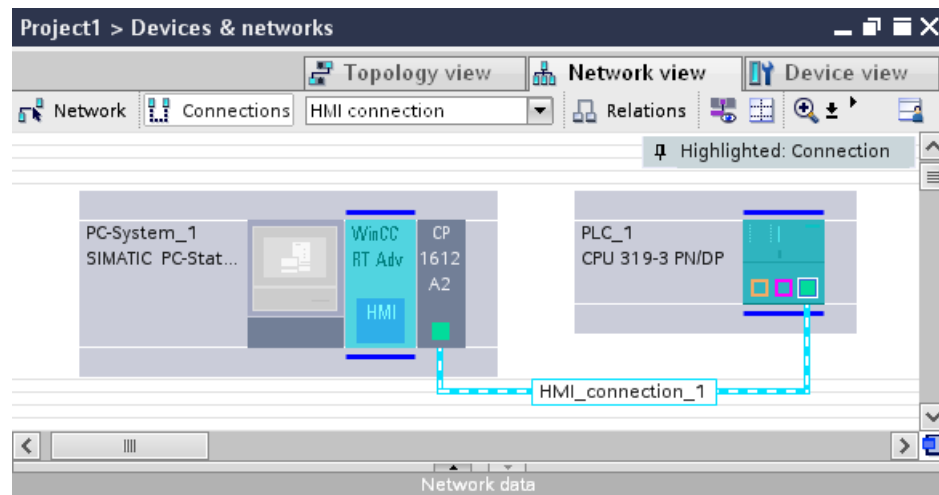 Project1 > Devices & networks
Topology view
Network view
Device view
Network
Connections
HMI connection
Relations
Highlighted: Connection
PC-System_1
SIMATIC PC-Stat...
WinCC
RT Adv
HMI
CP
1612
A2
PLC_1
CPU 319-3 PN/DP
HMI_connection_1
Network data